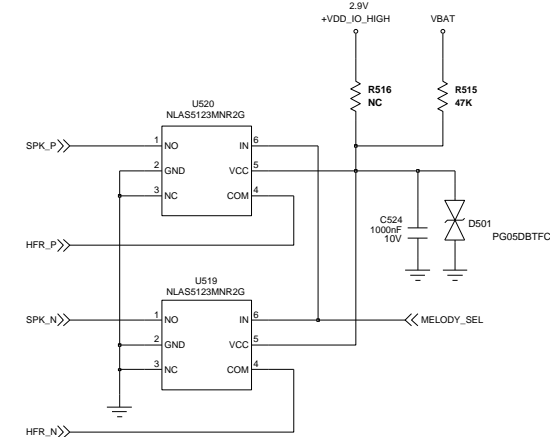 2.9V
+VDD_IO_HIGH
VBAT
R516
NC
R515
47K
U520
NLAS5123MNR2G
SPK_P
1 NO
IN 6
2 GND
VCC 5
3 NC
COM 4
HFR_P
C524
1000nF
10V
D501
PG05DBTFC
U519
NLAS5123MNR2G
SPK_N
1 NO
IN 6
MELODY_SEL
2 GND
VCC 5
3 NC
COM 4
HFR_N